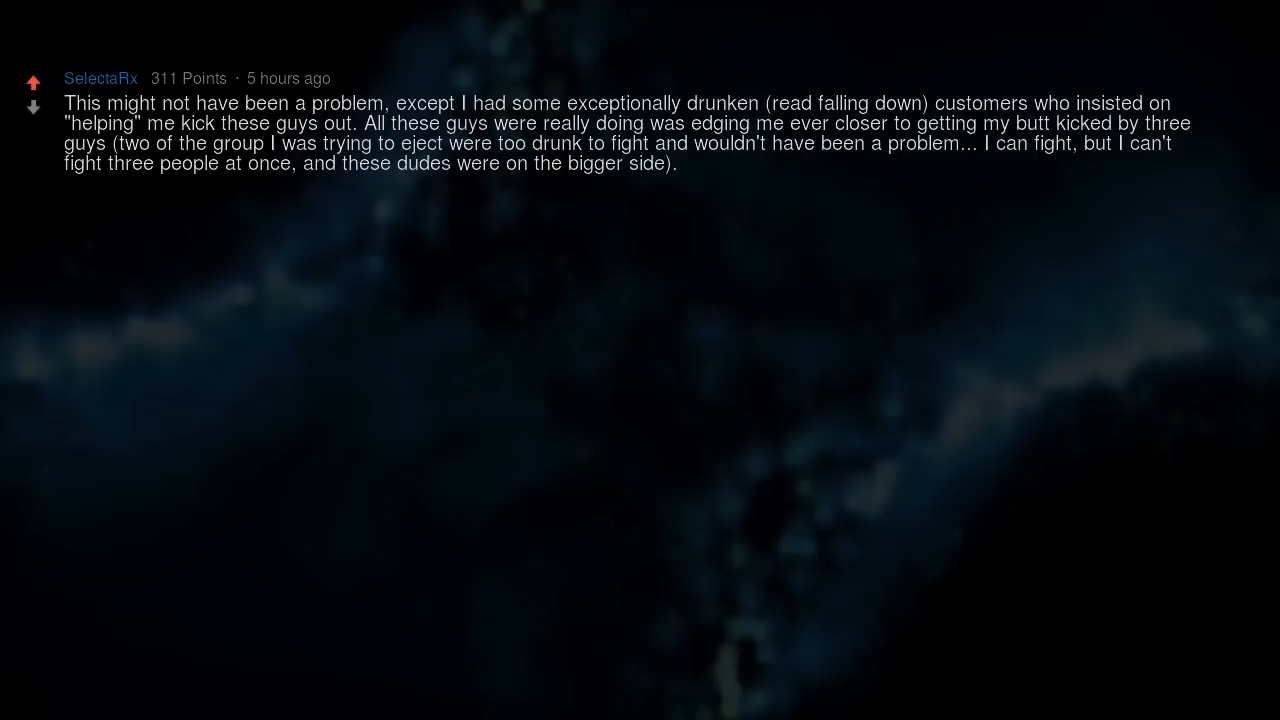 SelectaRx 311 Points · 5 hours ago
This might not have been a problem, except I had some exceptionally drunken (read falling down) customers who insisted on
"helping" me kick these guys out. All these guys were really doing was edging me ever closer to getting my butt kicked by three
guys (two of the group I was trying to eject were too drunk to fight and wouldn't have been a problem... I can fight, but I can't
fight three people at once, and these dudes were on the bigger side).